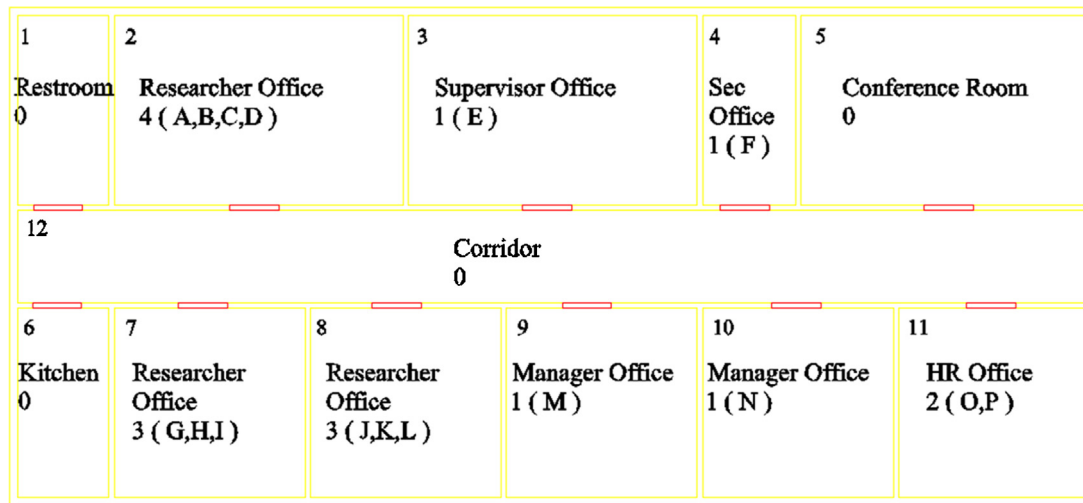 1
Restroom
0
2
Researcher Office
4 ( A,B,C,D )
3
Supervisor Office
1 ( E )
4
Sec
Office
1 ( F )
5
Conference Room
0
12
Corridor
0
6
Kitchen
0
7
Researcher
Office
3 ( G,H,I )
8
Researcher
Office
3 ( J,K,L )
9
Manager Office
1 ( M )
10
Manager Office
1 ( N )
11
HR Office
2 ( O,P )